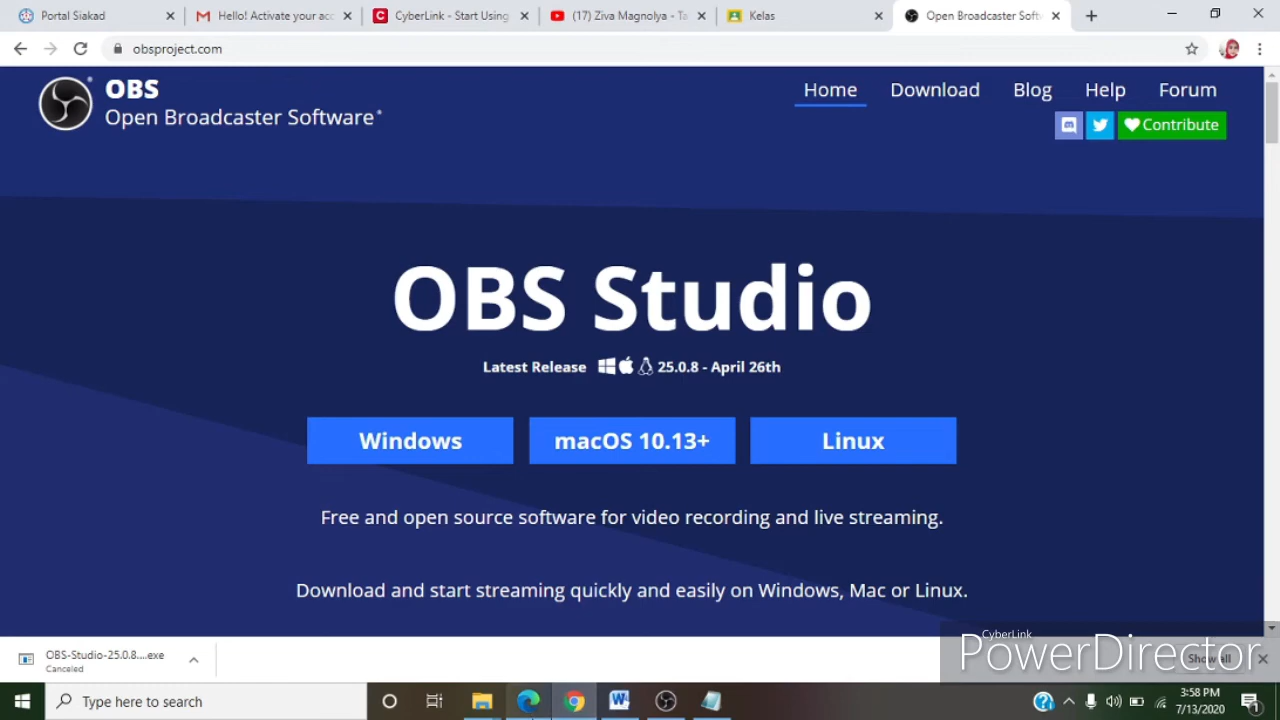 Portal Siakad
Hello! Activate your acc
CyberLink - Start Using
(17) Ziva Magnolya - Ta
Kelas
Open Broadcaster Soft
obsproject.com
OBS
Open Broadcaster Software
Home
Download
Blog
Help
Forum
Contribute
OBS Studio
Latest Release 25.0.8 - April 26th
Windows
macOS 10.13+
Linux
Free and open source software for video recording and live streaming.
Download and start streaming quickly and easily on Windows, Mac or Linux.
OBS-Studio-25.0.8....exe
Canceled
Show all
CyberLink
PowerDirector
Type here to search
3:58 PM
7/13/2020
1